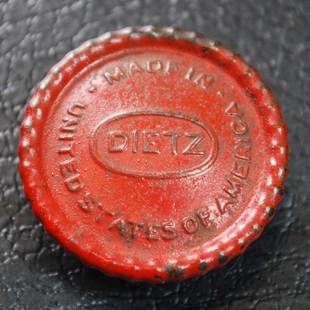 MADE IN
DIETZ
UNITED STATES OF AMERICA